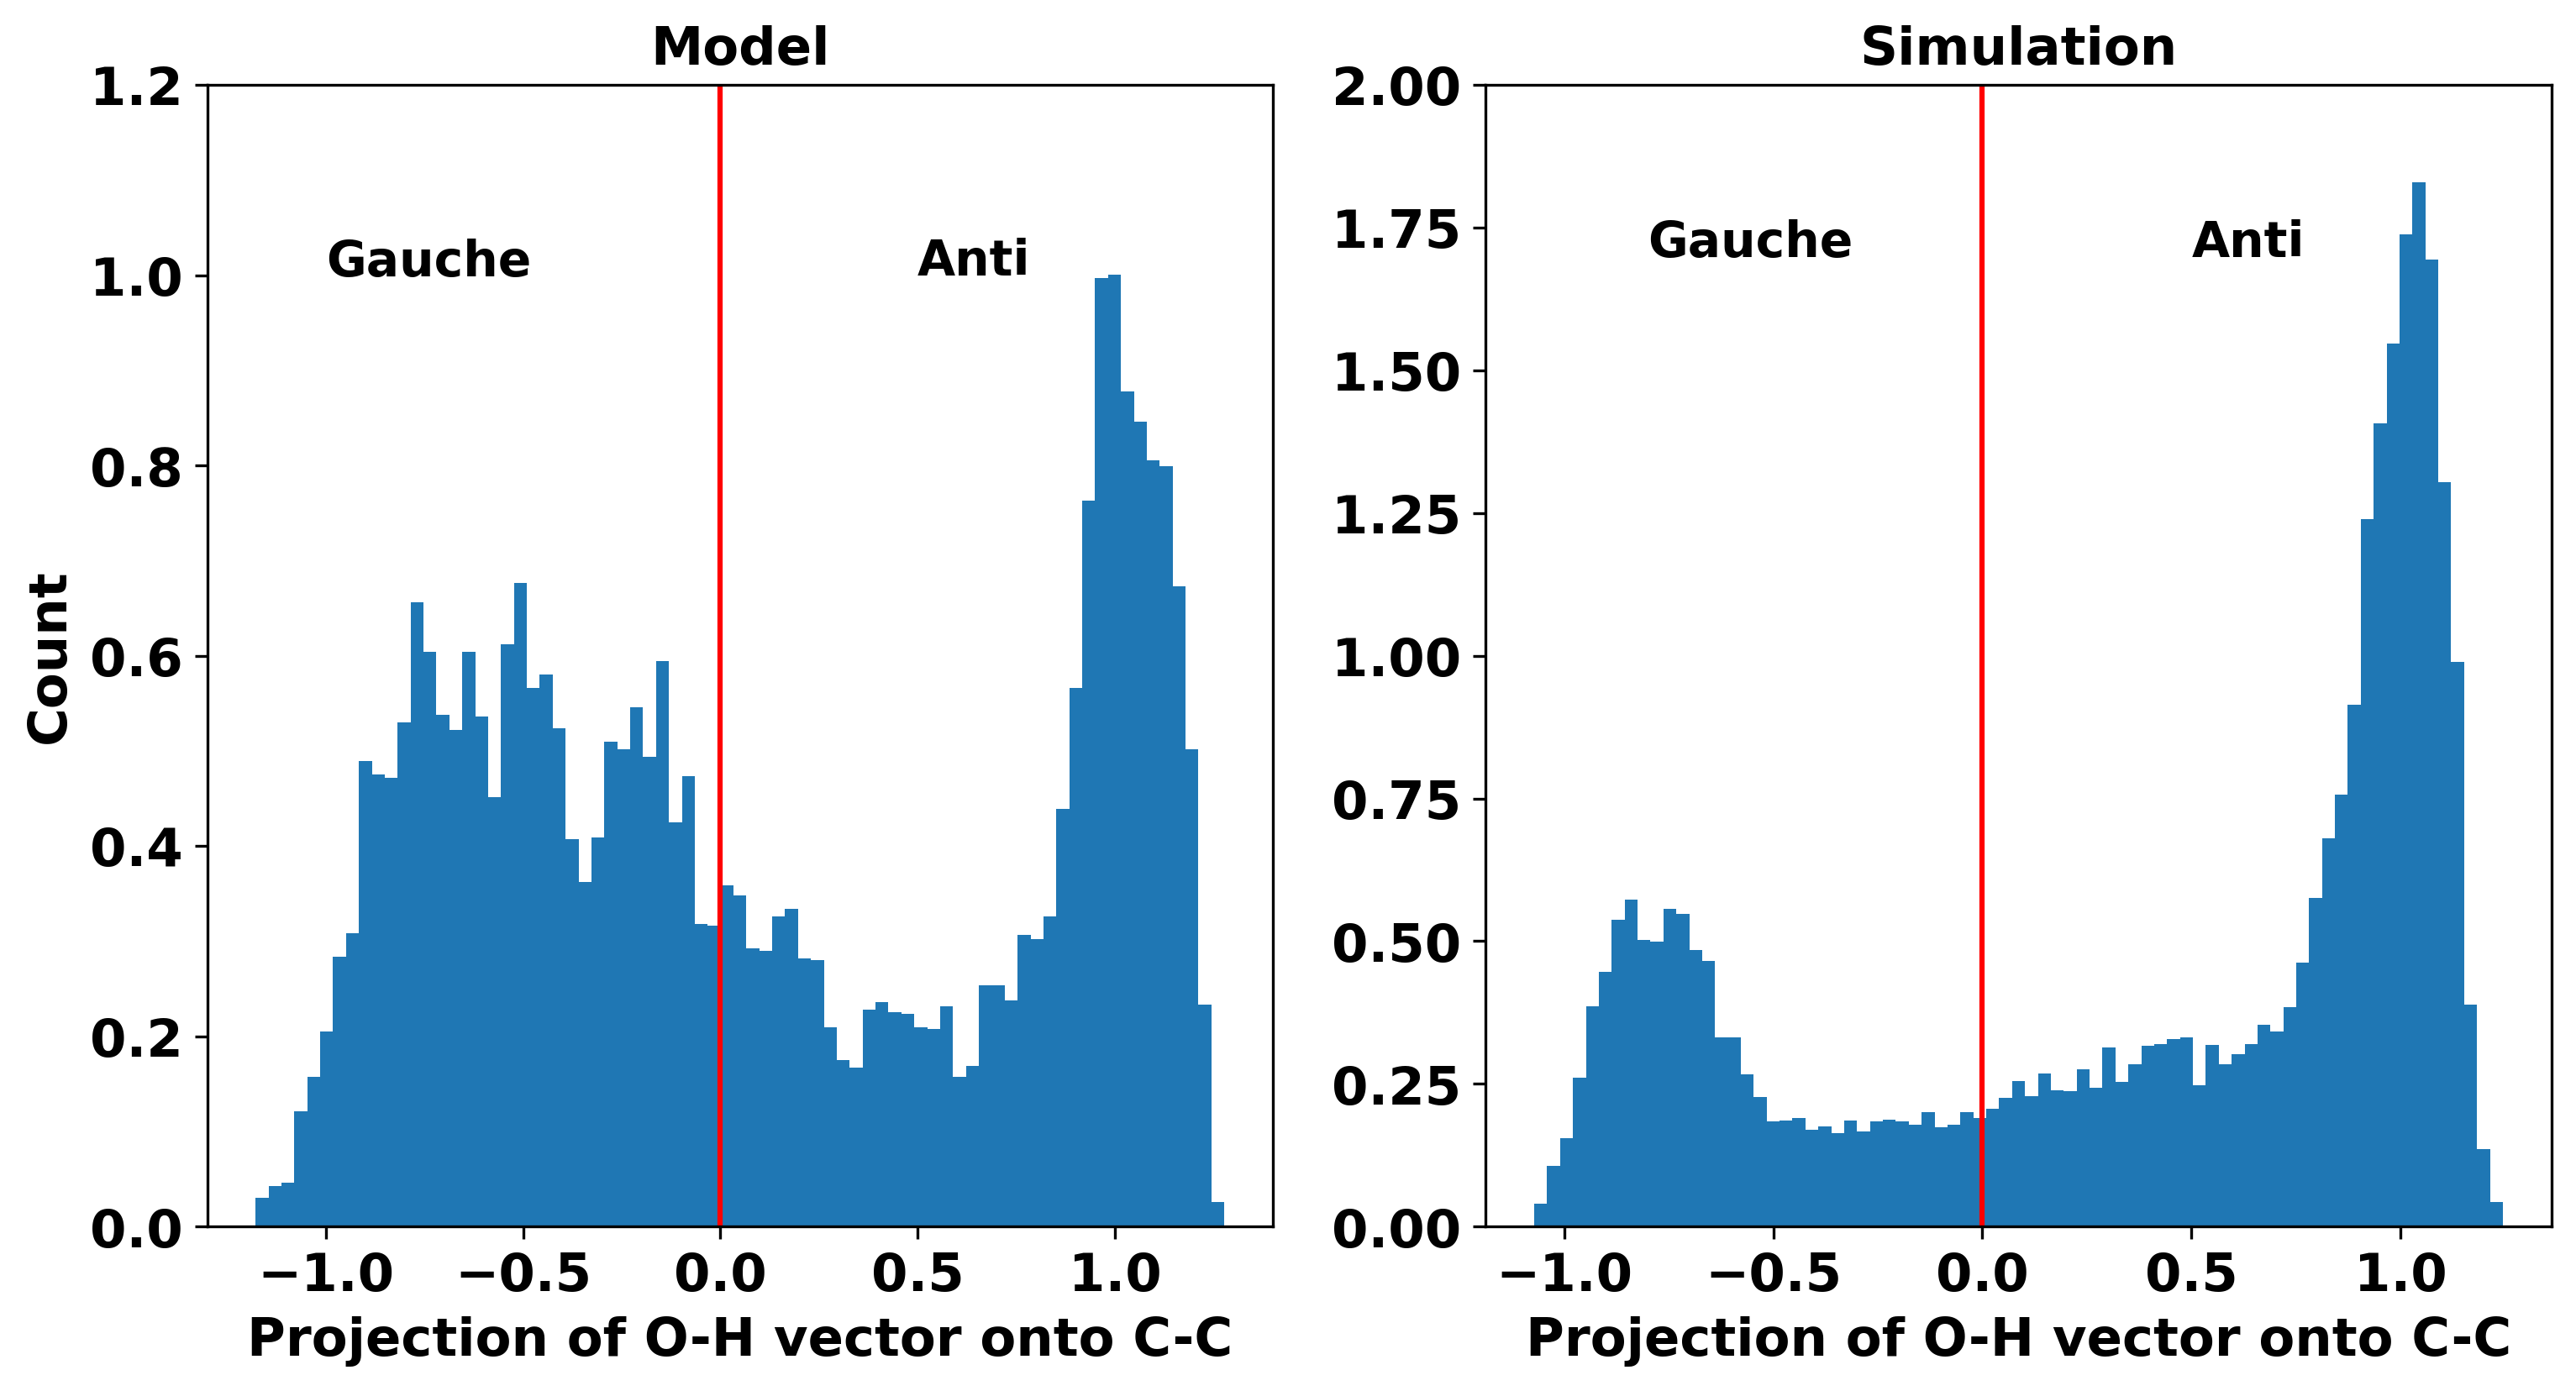 Model
1.2
1.0
0.8
0.6
0.4
0.2
0.0
Count
Gauche
Anti
−1.0 −0.5 0.0 0.5 1.0
Projection of O-H vector onto C-C
Simulation
2.00
1.75
1.50
1.25
1.00
0.75
0.50
0.25
0.00
Gauche
Anti
−1.0 −0.5 0.0 0.5 1.0
Projection of O-H vector onto C-C